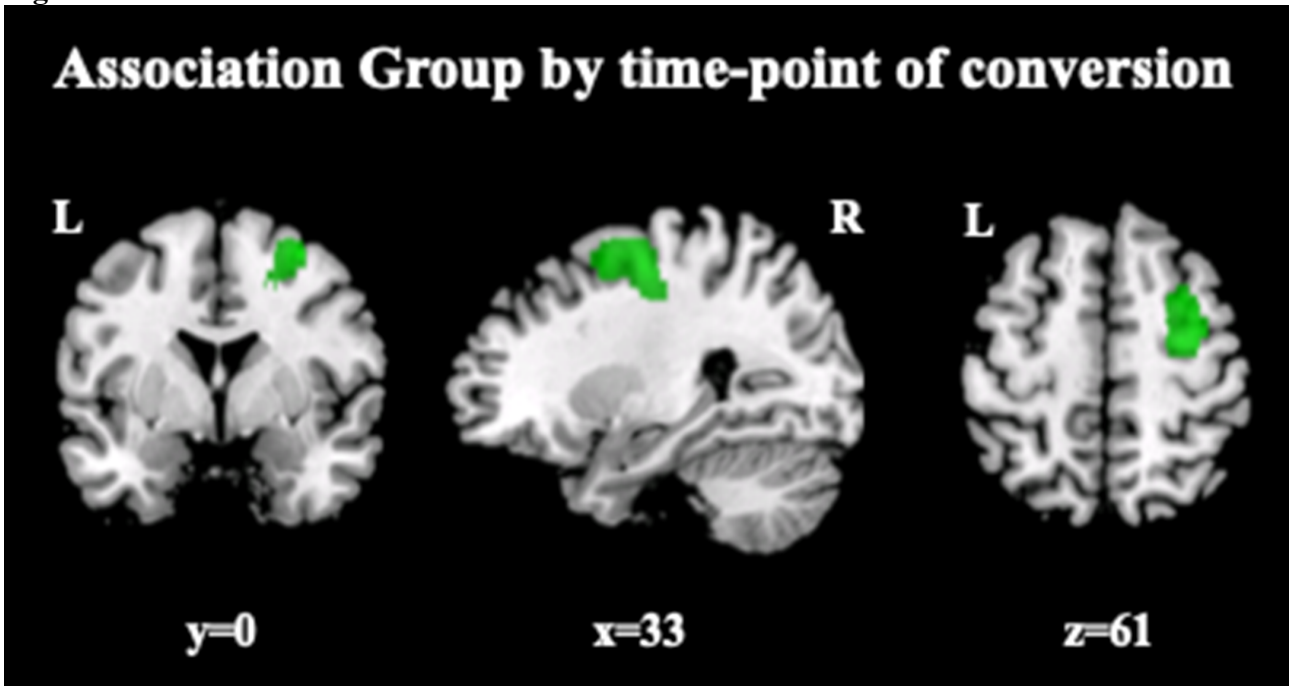 Association Group by time-point of conversion
L
R
L
y=0
x=33
z=61